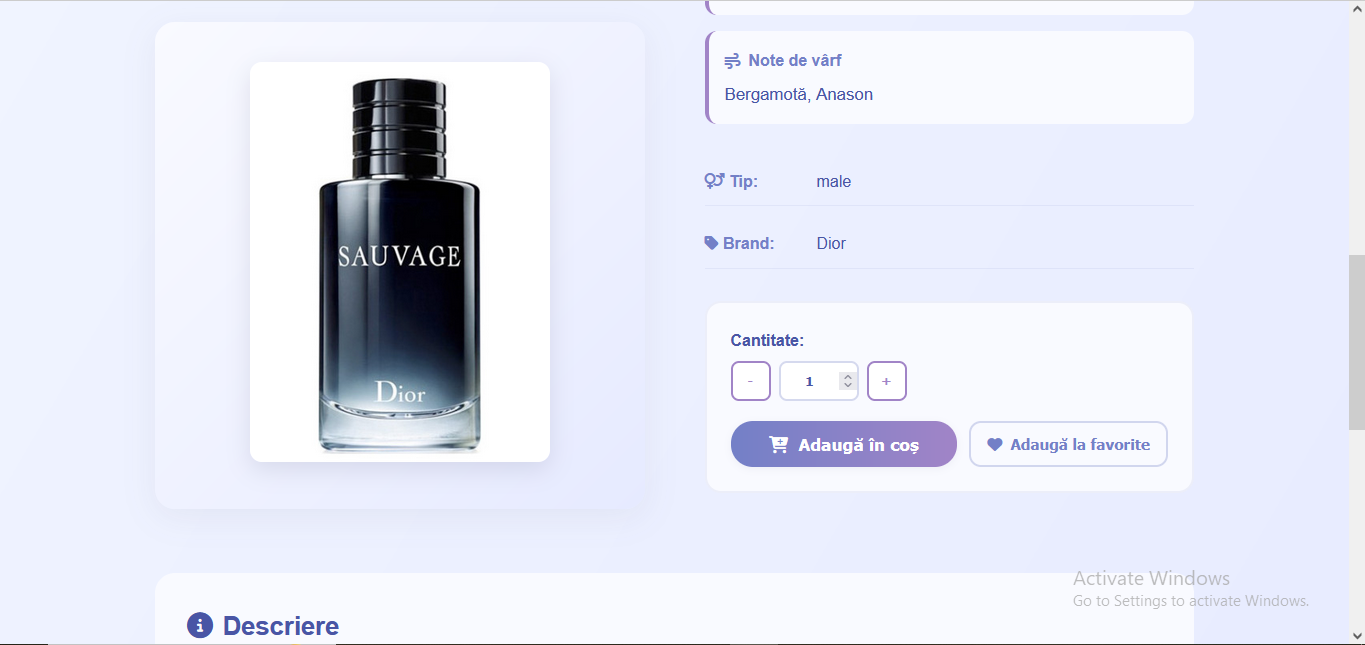 SAUVAGE
Dior
Note de vârf
Bergamotă, Anason
Tip: male
Brand: Dior
Cantitate:
- 1 +
Adaugă în coș
Adaugă la favorite
Descriere
Activate Windows
Go to Settings to activate Windows.